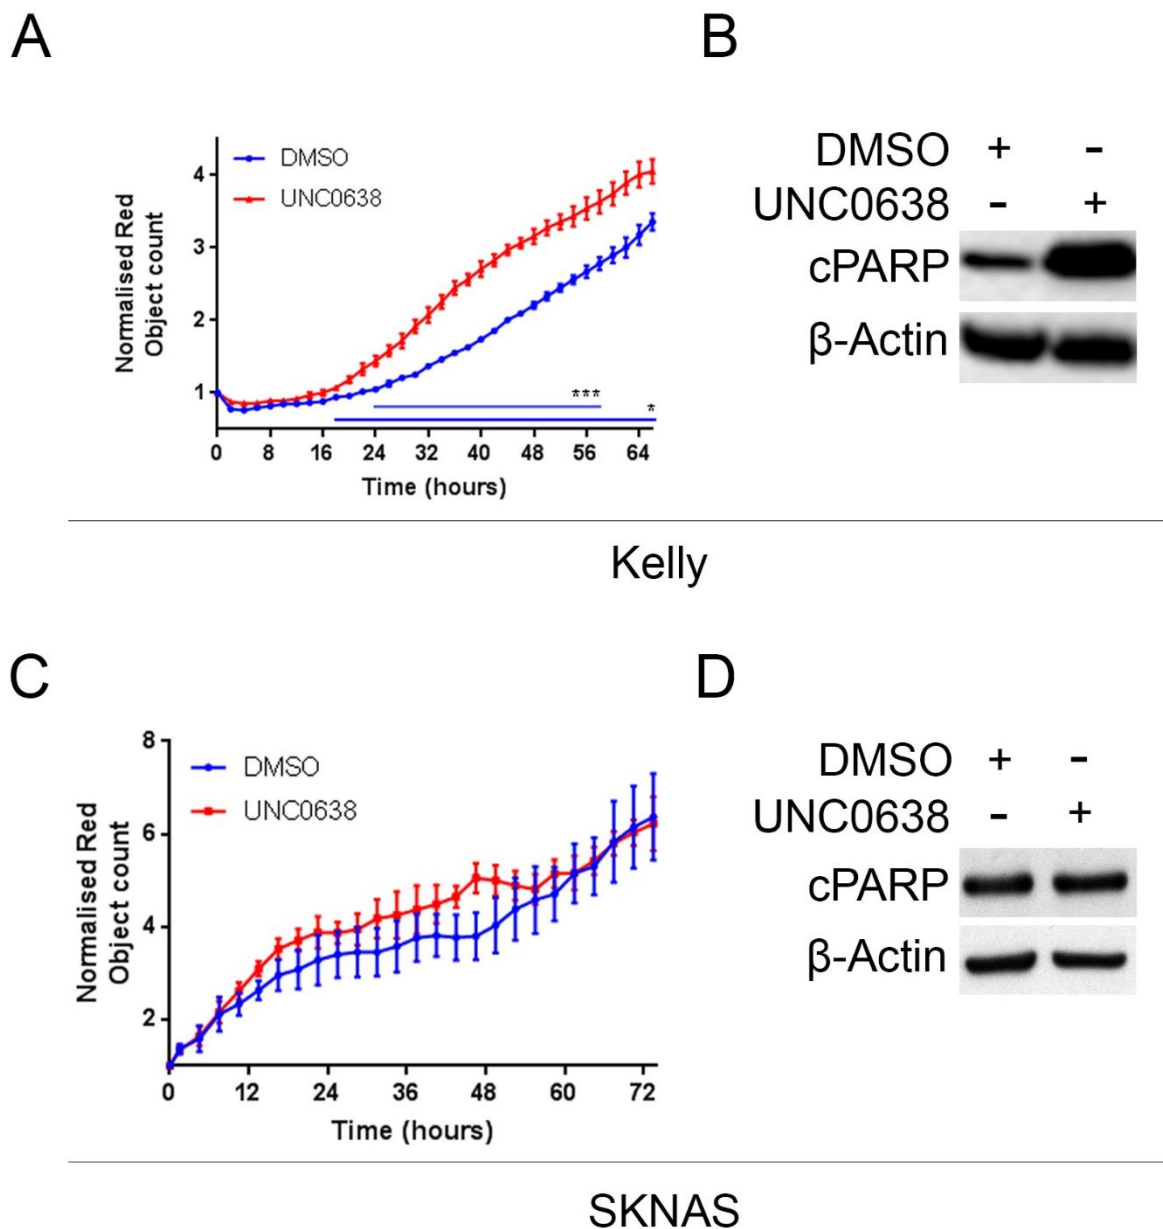 A
B
DMSO
UNC0638
Normalised Red
Object count
4
3
2
1
***
*
0 8 16 24 32 40 48 56 64
Time (hours)
DMSO + -
UNC0638 - +
cPARP
β-Actin
Kelly
C
D
DMSO
UNC0638
Normalised Red
Object count
8
6
4
2
0 12 24 36 48 60 72
Time (hours)
DMSO + -
UNC0638 - +
cPARP
β-Actin
SKNAS